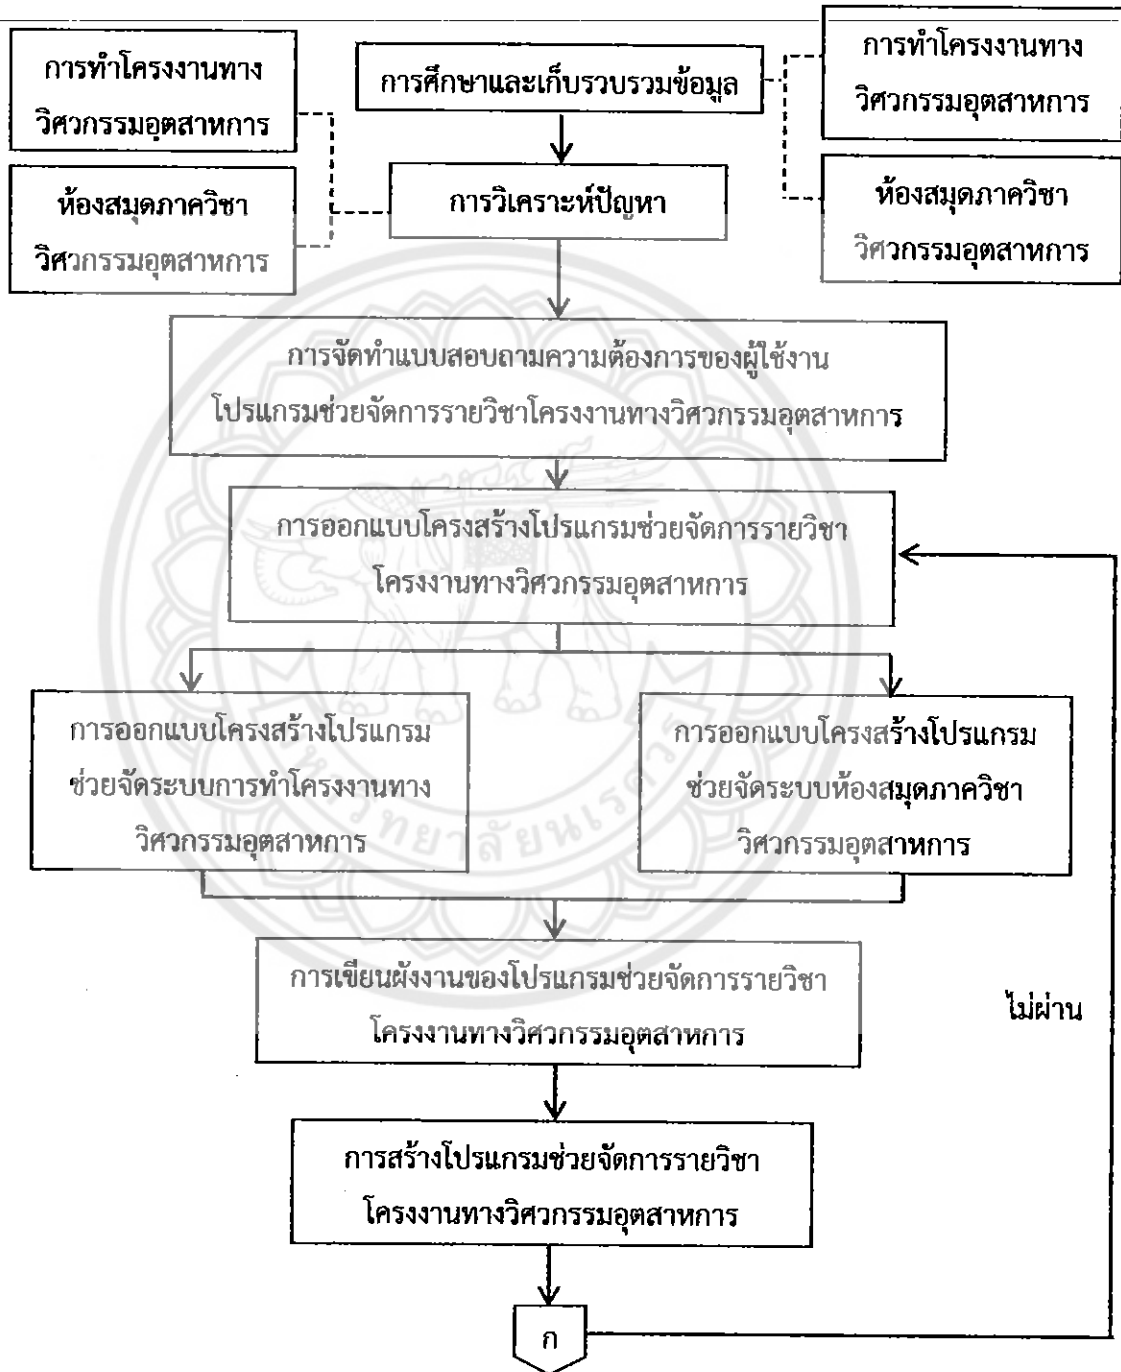 การทำโครงงานทาง
วิศวกรรมอุตสาหการ
การศึกษาและเก็บรวบรวมข้อมูล
การทำโครงงานทาง
วิศวกรรมอุตสาหการ
ห้องสมุดภาควิชา
วิศวกรรมอุตสาหการ
การวิเคราะห์ปัญหา
ห้องสมุดภาควิชา
วิศวกรรมอุตสาหการ
การจัดทำแบบสอบถามความต้องการของผู้ใช้งาน
โปรแกรมช่วยจัดการรายวิชาโครงงานทางวิศวกรรมอุตสาหการ
การออกแบบโครงสร้างโปรแกรมช่วยจัดการรายวิชา
โครงงานทางวิศวกรรมอุตสาหการ
การออกแบบโครงสร้างโปรแกรม
ช่วยจัดระบบการทำโครงงานทาง
วิศวกรรมอุตสาหการ
การออกแบบโครงสร้างโปรแกรม
ช่วยจัดระบบห้องสมุดภาควิชา
วิศวกรรมอุตสาหการ
มหาวิทยาลัยนเรศวร
การเขียนผังงานของโปรแกรมช่วยจัดการรายวิชา
โครงงานทางวิศวกรรมอุตสาหการ
ไม่ผ่าน
การสร้างโปรแกรมช่วยจัดการรายวิชา
โครงงานทางวิศวกรรมอุตสาหการ
ก